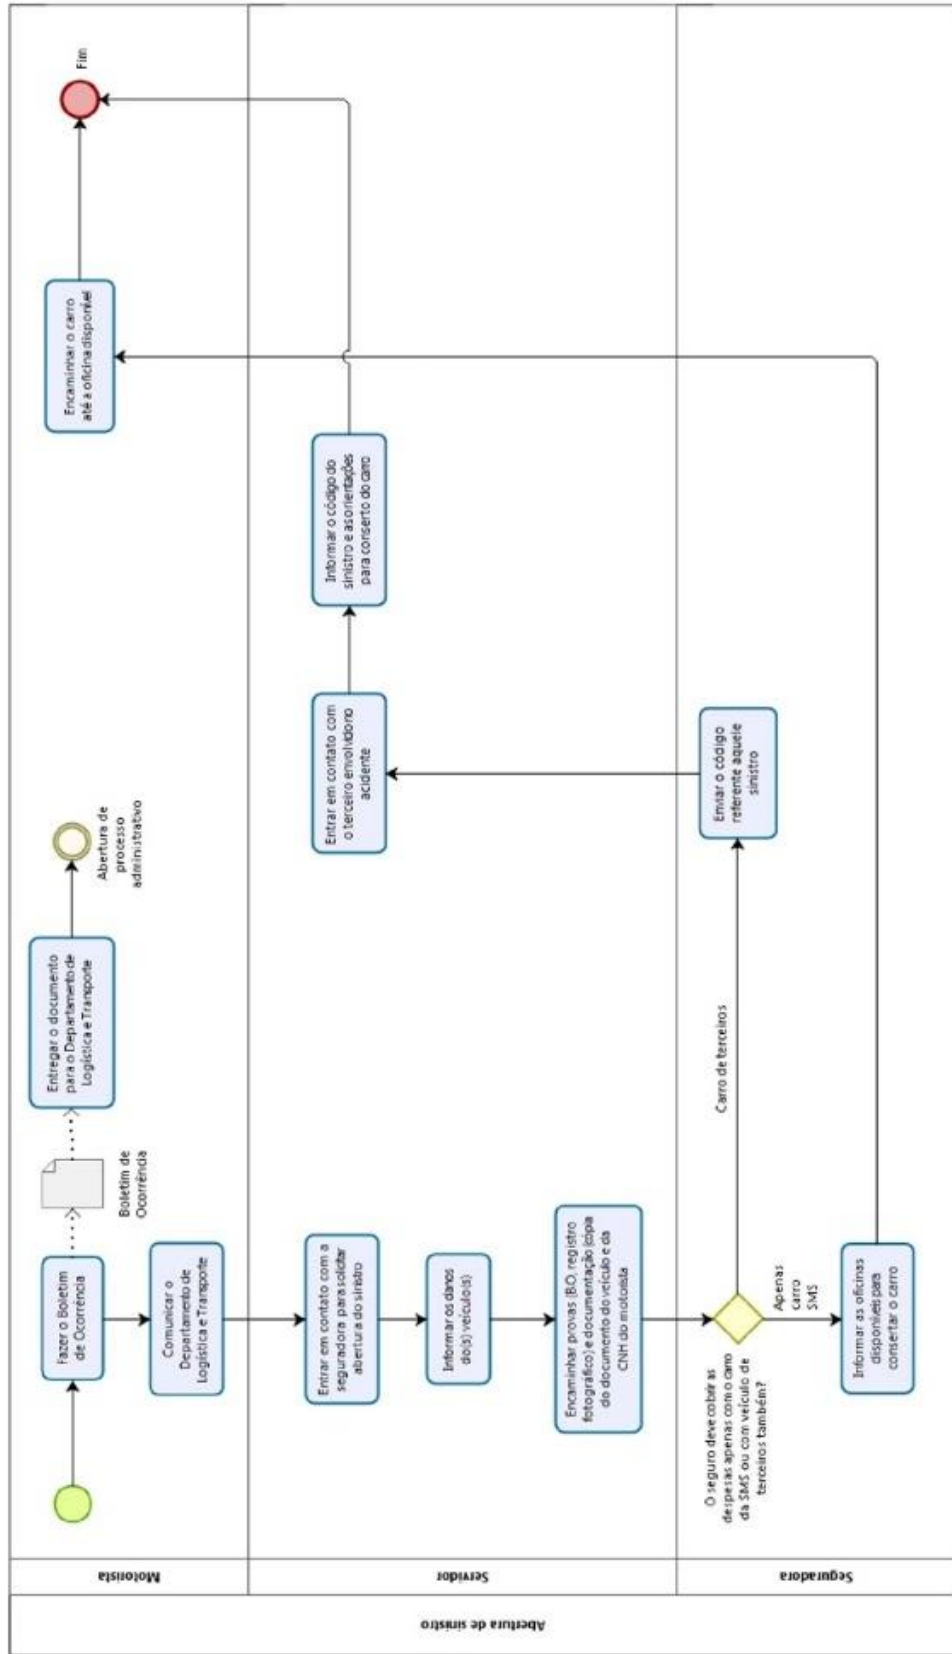 Abertura de sinistro
Motorista
Servidor
Seguradora
Fazer o Boletim
de Ocorrência
Boletim de
Ocorrência
Entregar o documento
para o Departamento de
Logística e Transporte
Abertura de
processo
administrativo
Comunicar o
Departamento de
Logística e Transporte
Encaminhar o carro
até a oficina disponível
Fim
Entrar em contato com a
seguradora para solicitar
abertura do sinistro
Informar os danos
do(s) veículo(s)
Encaminhar provas (B.O, registro
fotográfico) e documentação (cópia
do documento do veículo e da
CNH do motorista
Entrar em contato com
o terceiro envolvido no
acidente
Informar o código do
sinistro e as orientações
para conserto do carro
O seguro deve cobrir as
despesas apenas com o carro
da SMS ou com veículo de
terceiros também?
Carro de terceiros
Enviar o código
referente aquele
sinistro
Apenas
carro
SMS
Informar as oficinas
disponíveis para
consertar o carro